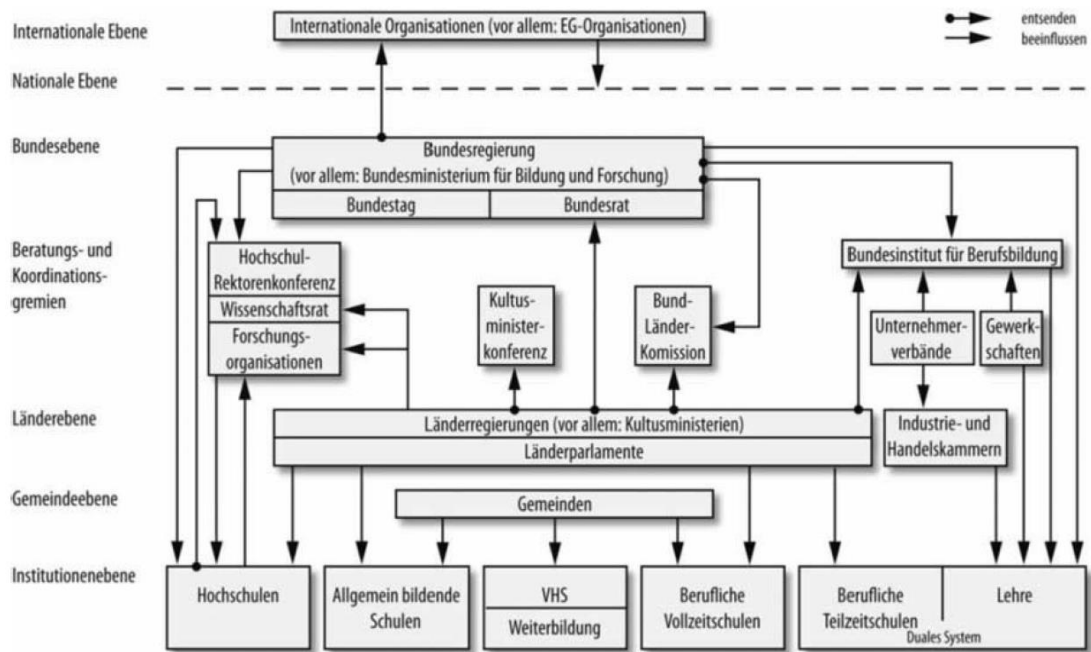 Internationale Ebene
Internationale Organisationen (vor allem: EG-Organisationen)
entsenden
beeinflussen
Nationale Ebene
Bundesebene
Bundesregierung
(vor allem: Bundesministerium für Bildung und Forschung)
Bundestag
Bundesrat
Beratungs- und
Koordinations-
gremien
Hochschul-
Rektorenkonferenz
Wissenschaftsrat
Forschungs-
organisationen
Kultus-
minister-
konferenz
Bund-
Länder-
Komission
Bundesinstitut für Berufsbildung
Unternehmer-
verbände
Gewerk-
schaften
Länderebene
Länderregierungen (vor allem: Kultusministerien)
Länderparlamente
Industrie- und
Handelskammern
Gemeindeebene
Gemeinden
Institutionenebene
Hochschulen
Allgemein bildende
Schulen
VHS
Weiterbildung
Berufliche
Vollzeitschulen
Berufliche
Teilzeitschulen
Lehre
Duales System